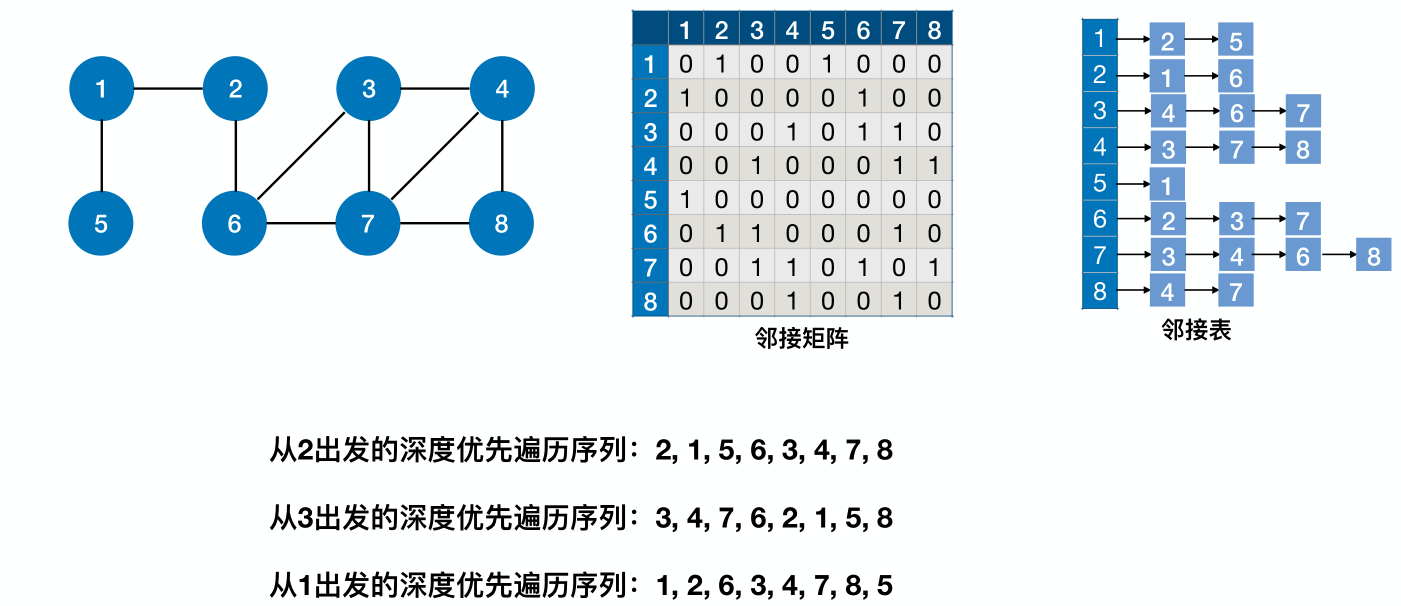 1 2 3 4
5 6 7 8
1 2 3 4 5 6 7 8
1 0 1 0 0 1 0 0 0
2 1 0 0 0 0 1 0 0
3 0 0 0 1 0 1 1 0
4 0 0 1 0 0 0 1 1
5 1 0 0 0 0 0 0 0
6 0 1 1 0 0 0 1 0
7 0 0 1 1 0 1 0 1
8 0 0 0 1 0 0 1 0
邻接矩阵
1 2 5
2 1 6
3 4 6 7
4 3 7 8
5 1
6 2 3 7
7 3 4 6 8
8 4 7
邻接表
从2出发的深度优先遍历序列：2, 1, 5, 6, 3, 4, 7, 8
从3出发的深度优先遍历序列：3, 4, 7, 6, 2, 1, 5, 8
从1出发的深度优先遍历序列：1, 2, 6, 3, 4, 7, 8, 5